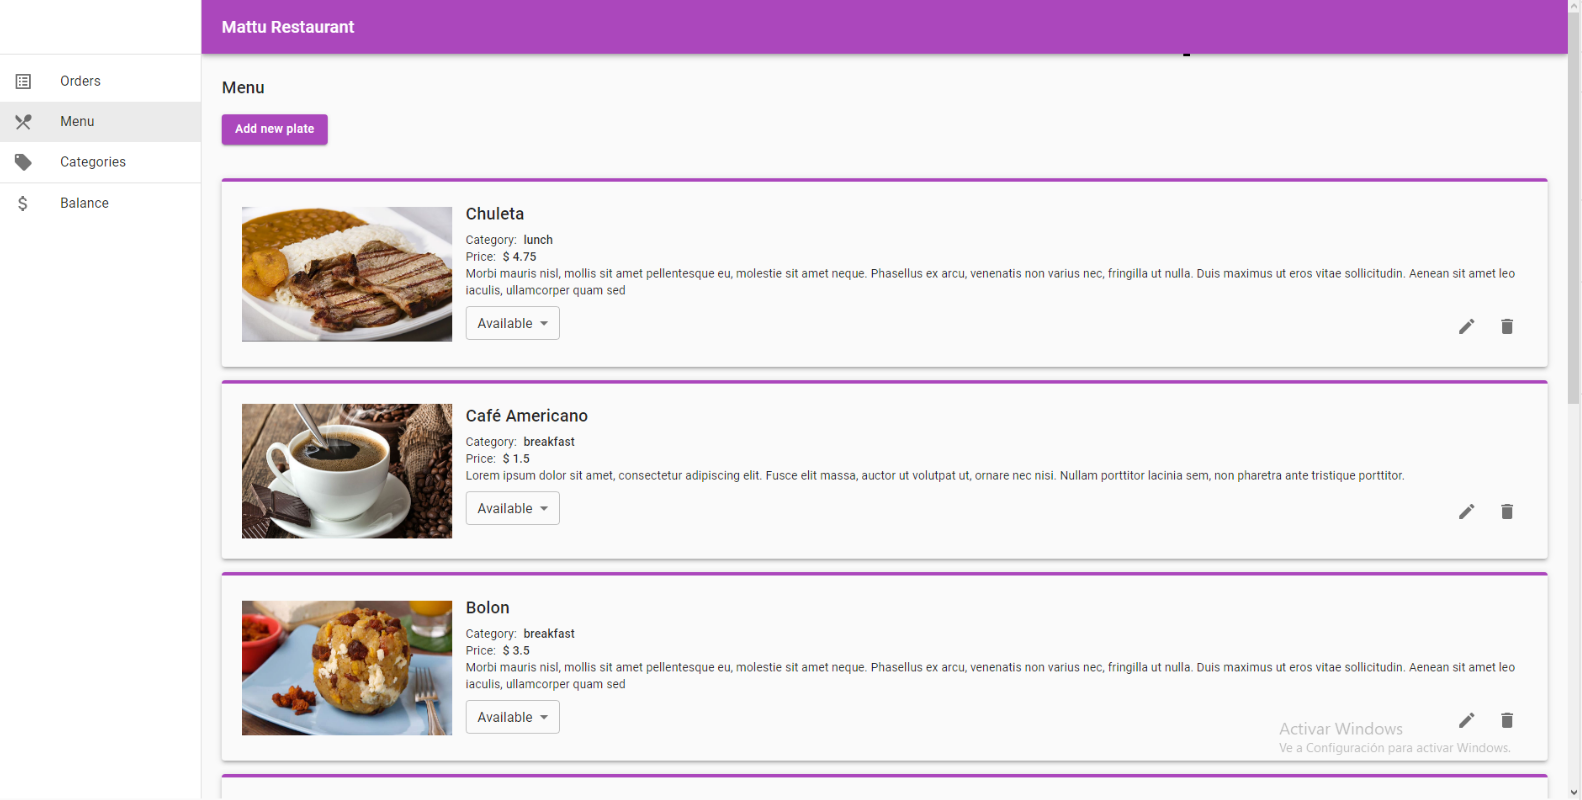 Mattu Restaurant
Orders
Menu
Categories
Balance
Menu
Add new plate
Chuleta
Category: lunch
Price: $ 4.75
Morbi mauris nisl, mollis sit amet pellentesque eu, molestie sit amet neque. Phasellus ex arcu, venenatis non varius nec, fringilla ut nulla. Duis maximus ut eros vitae sollicitudin. Aenean sit amet leo
iaculis, ullamcorper quam sed
Available
Café Americano
Category: breakfast
Price: $ 1.5
Lorem ipsum dolor sit amet, consectetur adipiscing elit. Fusce elit massa, auctor ut volutpat ut, ornare nec nisi. Nullam porttitor lacinia sem, non pharetra ante tristique porttitor.
Available
Bolon
Category: breakfast
Price: $ 3.5
Morbi mauris nisl, mollis sit amet pellentesque eu, molestie sit amet neque. Phasellus ex arcu, venenatis non varius nec, fringilla ut nulla. Duis maximus ut eros vitae sollicitudin. Aenean sit amet leo
iaculis, ullamcorper quam sed
Available
Activar Windows
Ve a Configuración para activar Windows.